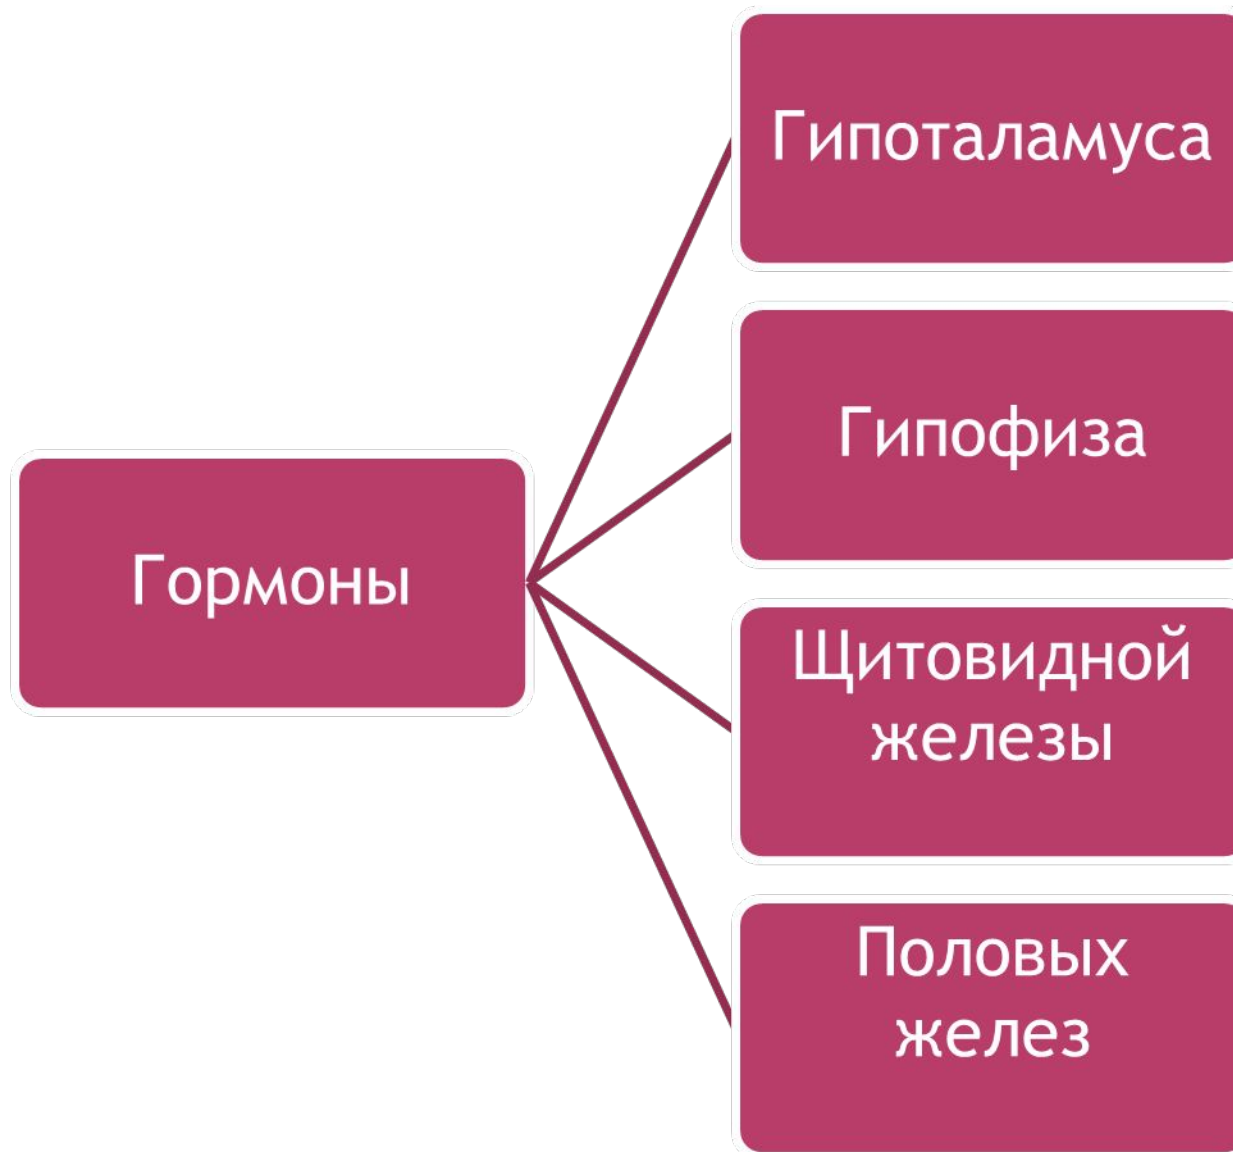 Гипоталамуса
Гипофиза
Гормоны
Щитовидной
железы
Половых
желез